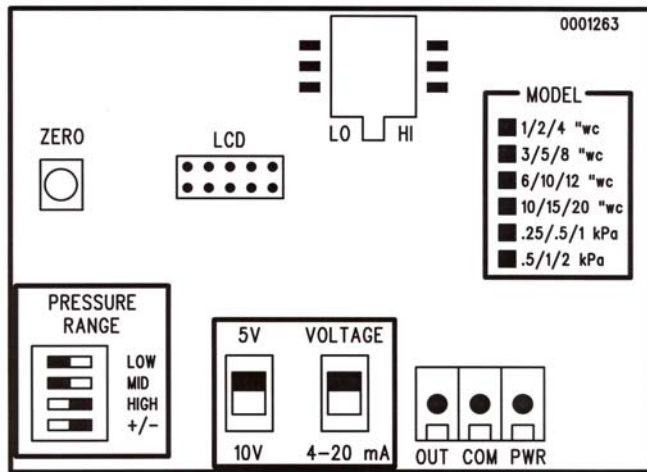 0001263
MODEL
1/2/4 "wc
3/5/8 "wc
6/10/12 "wc
10/15/20 "wc
.25/.5/1 kPa
.5/1/2 kPa
ZERO
LCD
LO HI
PRESSURE
RANGE
LOW
MID
HIGH
+/-
5V VOLTAGE
10V 4-20 mA
OUT COM PWR